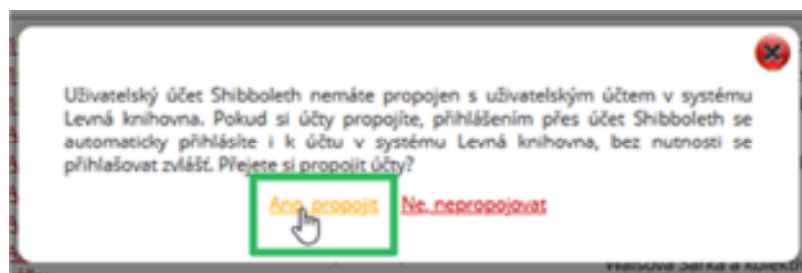 Uživatelský účet Shibboleth nemáte propojen s uživatelským účtem v systému
Levná knihovna. Pokud si účty propojíte, přihlášením přes účet Shibboleth se
automaticky přihlásíte i k účtu v systému Levná knihovna, bez nutnosti se
přihlašovat zvlášť. Přejete si propojit účty?
Ano, propojit Ne, nepropojovat